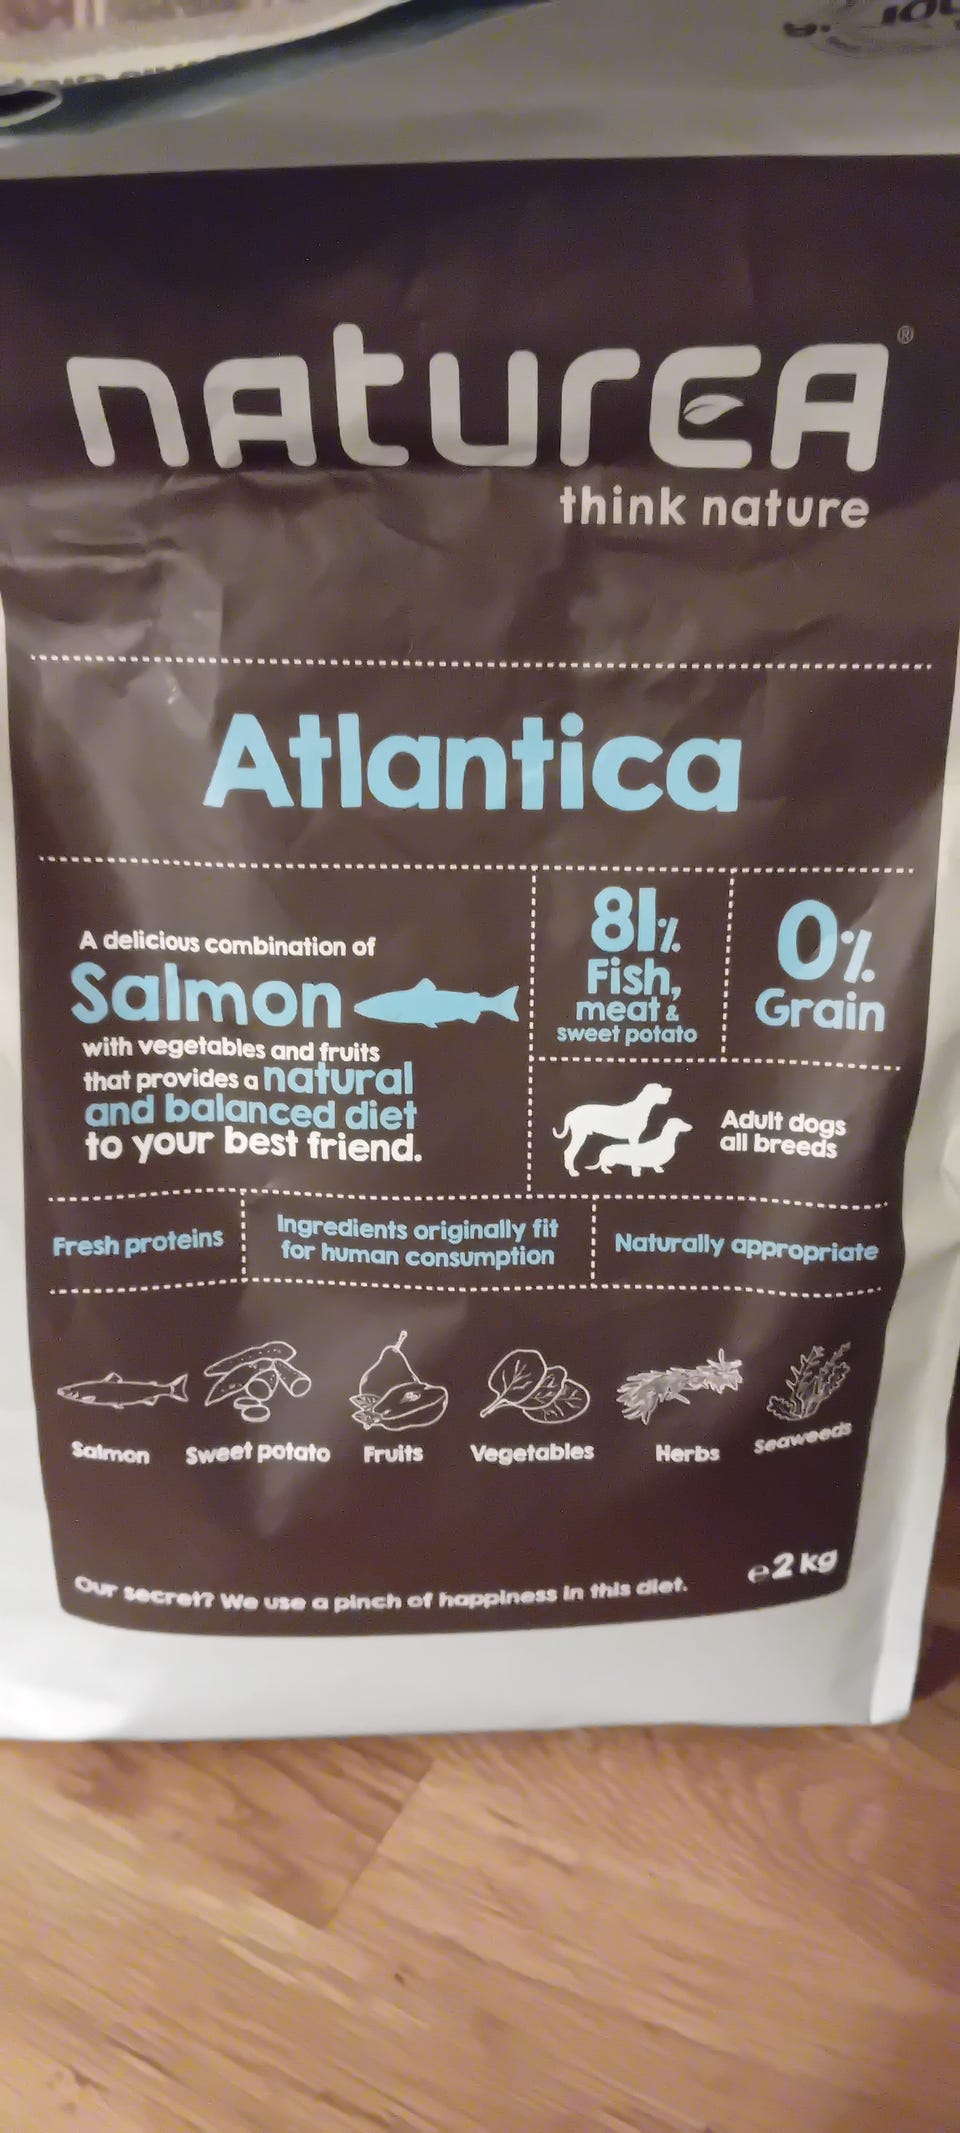 naturea®
think nature
Atlantica
A delicious combination of
Salmon
with vegetables and fruits
that provides a natural
and balanced diet
to your best friend.
81%
Fish,
meat &
sweet potato
0%
Grain
Adult dogs
all breeds
Fresh proteins
Ingredients originally fit
for human consumption
Naturally appropriate
Salmon
Sweet potato
Fruits
Vegetables
Herbs
Seaweeds
Our secret? We use a pinch of happiness in this diet.
℮2 kg